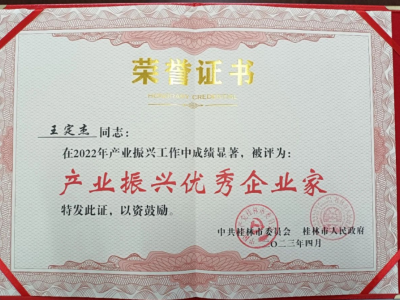 荣誉证书
王定杰 同志：
在2022年产业振兴工作中成绩显著，被评为：
产业振兴优秀企业家
特发此证，以资鼓励。
中共桂林市委员会 桂林市人民政府
二〇二三年四月